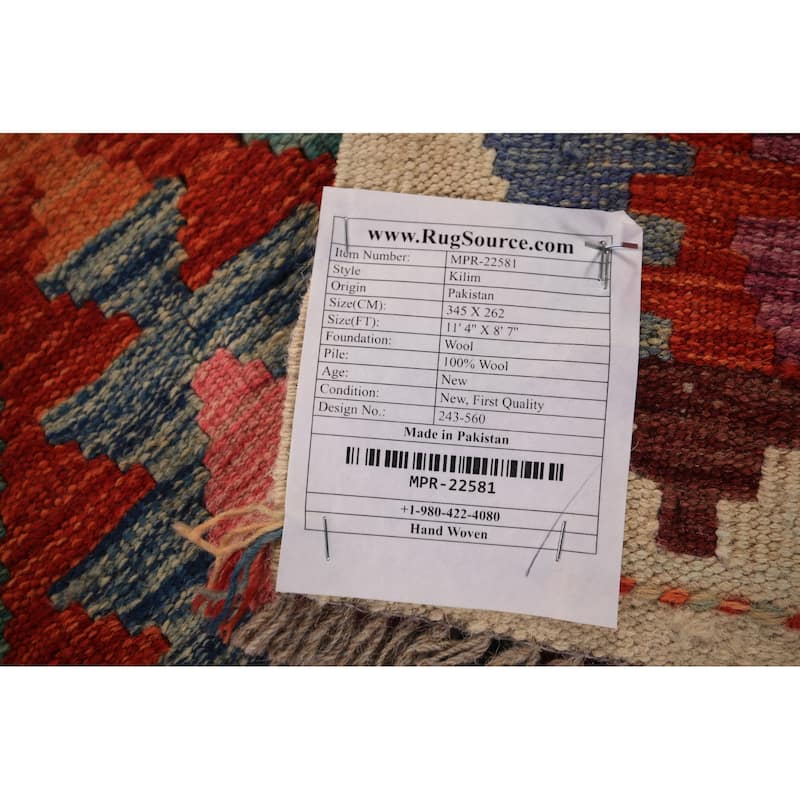 www.RugSource.com
Item Number: MPR-22581
Style Kilim
Origin Pakistan
Size(CM): 345 X 262
Size(FT): 11' 4" X 8' 7"
Foundation: Wool
Pile: 100% Wool
Age: New
Condition: New, First Quality
Design No.: 243-560
Made in Pakistan
MPR-22581
+1-980-422-4080
Hand Woven